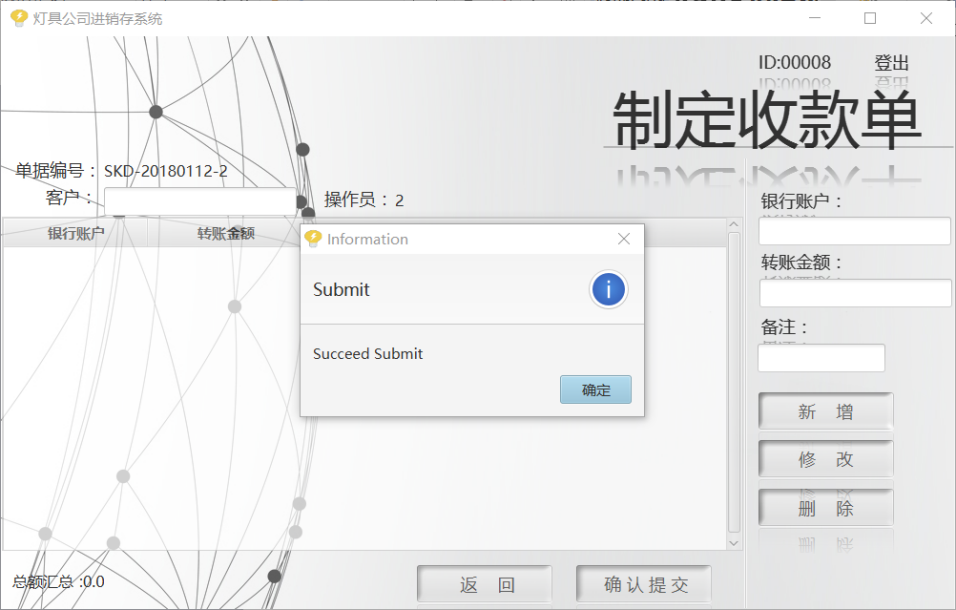 灯具公司进销存系统
ID:00008 登出
制定收款单
单据编号： SKD-20180112-2
客户： 操作员： 2
银行账户 转账金额
Information
Submit
Succeed Submit
确定
银行账户：
转账金额：
备注：
新 增
修 改
删 除
总额汇总 :0.0
返 回
确 认 提 交